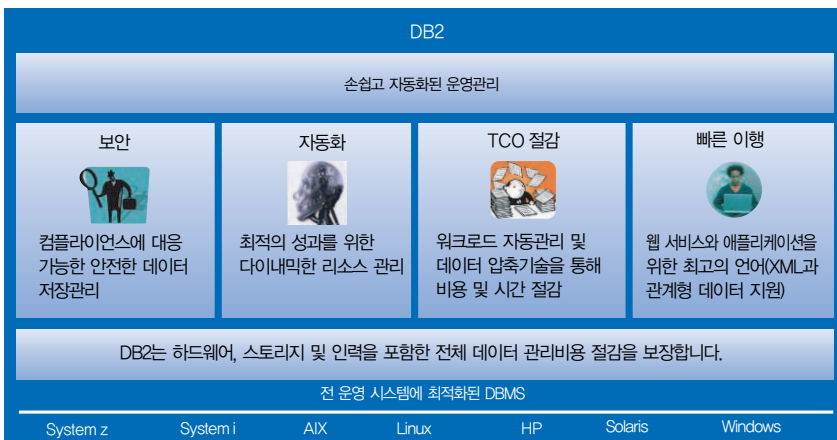 DB2
손쉽고 자동화된 운영관리
보안
컴플라이언스에 대응
가능한 안전한 데이터
저장관리
자동화
최적의 성과를 위한
다이내믹한 리소스 관리
TCO 절감
워크로드 자동관리 및
데이터 압축기술을 통해
비용 및 시간 절감
빠른 이행
웹 서비스와 애플리케이션을
위한 최고의 언어(XML과
관계형 데이터 지원)
DB2는 하드웨어, 스토리지 및 인력을 포함한 전체 데이터 관리비용 절감을 보장합니다.
전 운영 시스템에 최적화된 DBMS
System z System i AIX Linux HP Solaris Windows